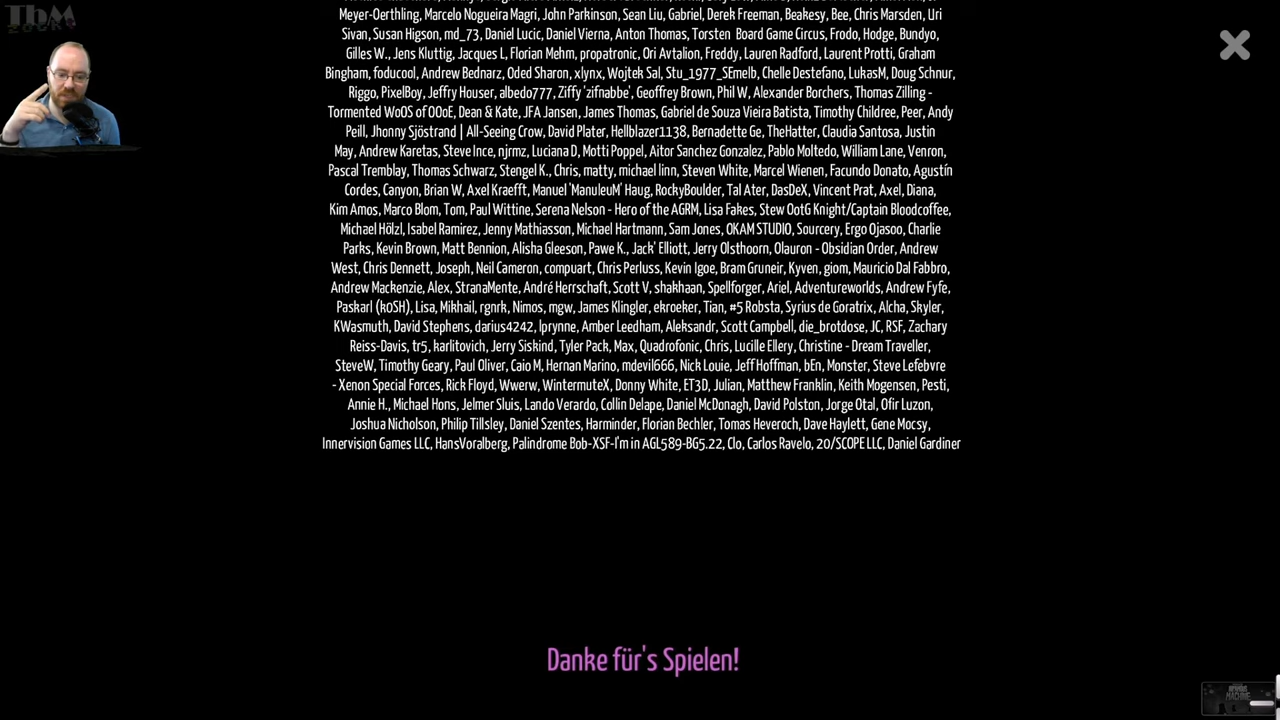 TbM
ZOCKT
Meyer-Oerthling, Marcelo Nogueira Magri, John Parkinson, Sean Liu, Gabriel, Derek Freeman, Beakesy, Bee, Chris Marsden, Uri
Sivan, Susan Higson, md_73, Daniel Lucic, Daniel Vierna, Anton Thomas, Torsten Board Game Circus, Frodo, Hodge, Bundyo,
Gilles W., Jens Kluttig, Jacques L, Florian Mehm, propatronic, Ori Avtalion, Freddy, Lauren Radford, Laurent Protti, Graham
Bingham, foducool, Andrew Bednarz, Oded Sharon, xlynx, Wojtek Sal, Stu_1977_SEmelb, Chelle Destefano, LukasM, Doug Schnur,
Riggo, PixelBoy, Jeffry Houser, albedo777, Ziffy 'zifnabbe', Geoffrey Brown, Phil W, Alexander Borchers, Thomas Zilling -
Tormented WoOS of OOoE, Dean & Kate, JFA Jansen, James Thomas, Gabriel de Souza Vieira Batista, Timothy Childree, Peer, Andy
Peill, Jhonny Sjöstrand | All-Seeing Crow, David Plater, Hellblazer1138, Bernadette Ge, TheHatter, Claudia Santosa, Justin
May, Andrew Karetas, Steve Ince, njrmz, Luciana D, Motti Poppel, Aitor Sanchez Gonzalez, Pablo Moltedo, William Lane, Venron,
Pascal Tremblay, Thomas Schwarz, Stengel K., Chris, matty, michael linn, Steven White, Marcel Wienen, Facundo Donato, Agustín
Cordes, Canyon, Brian W, Axel Kraefft, Manuel 'ManuleuM' Haug, RockyBoulder, Tal Ater, DasDeX, Vincent Prat, Axel, Diana,
Kim Amos, Marco Blom, Tom, Paul Wittine, Serena Nelson - Hero of the AGRM, Lisa Fakes, Stew OotG Knight/Captain Bloodcoffee,
Michael Hölzl, Isabel Ramirez, Jenny Mathiasson, Michael Hartmann, Sam Jones, OKAM STUDIO, Sourcery, Ergo Ojasoo, Charlie
Parks, Kevin Brown, Matt Bennion, Alisha Gleeson, Pawe K., Jack' Elliott, Jerry Olsthoorn, Olauron - Obsidian Order, Andrew
West, Chris Dennett, Joseph, Neil Cameron, compuart, Chris Perluss, Kevin Igoe, Bram Gruneir, Kyven, giom, Mauricio Dal Fabbro,
Andrew Mackenzie, Alex, StranaMente, André Herrschaft, Scott V, shakhaan, Spellforger, Ariel, Adventureworlds, Andrew Fyfe,
Paskarl (k0SH), Lisa, Mikhail, rgnrk, Nimos, mgw, James Klingler, ekroeker, Tian, #5 Robsta, Syrius de Goratrix, Alcha, Skyler,
KWasmuth, David Stephens, darius4242, lprynne, Amber Leedham, Aleksandr, Scott Campbell, die_brotdose, JC, RSF, Zachary
Reiss-Davis, tr5, karlitovich, Jerry Siskind, Tyler Pack, Max, Quadrofonic, Chris, Lucille Ellery, Christine - Dream Traveller,
SteveW, Timothy Geary, Paul Oliver, Caio M, Hernan Marino, mdevil666, Nick Louie, Jeff Hoffman, bEn, Monster, Steve Lefebvre
- Xenon Special Forces, Rick Floyd, Wwerw, WintermuteX, Donny White, ET3D, Julian, Matthew Franklin, Keith Mogensen, Pesti,
Annie H., Michael Hons, Jelmer Sluis, Lando Verardo, Collin Delape, Daniel McDonagh, David Polston, Jorge Otal, Ofir Luzon,
Joshua Nicholson, Philip Tillsley, Daniel Szentes, Harminder, Florian Bechler, Tomas Heveroch, Dave Haylett, Gene Mocsy,
Innervision Games LLC, HansVoralberg, Palindrome Bob-XSF-I'm in AGL589-BG5.22, Clo, Carlos Ravelo, 20/SCOPE LLC, Daniel Gardiner
Danke für's Spielen!
MACHINE